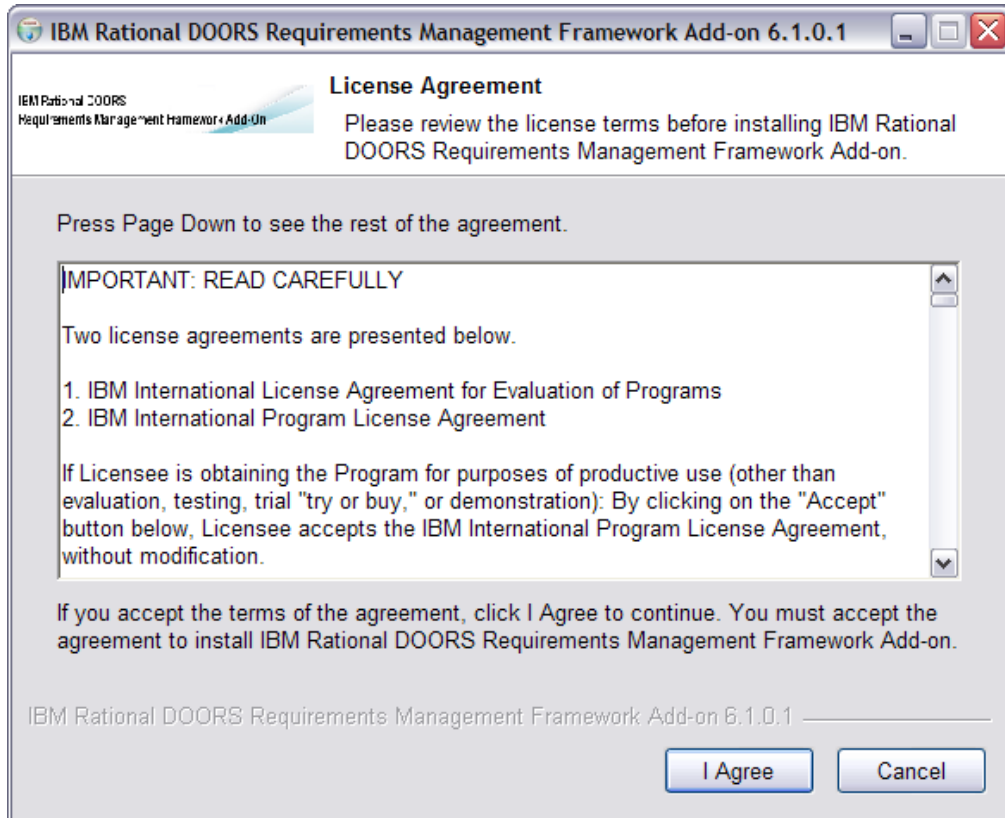 IBM Rational DOORS Requirements Management Framework Add-on 6.1.0.1
IBM Rational DOORS
Requirements Management Framework Add-On
License Agreement
Please review the license terms before installing IBM Rational
DOORS Requirements Management Framework Add-on.
Press Page Down to see the rest of the agreement.
IMPORTANT: READ CAREFULLY
Two license agreements are presented below.
1. IBM International License Agreement for Evaluation of Programs
2. IBM International Program License Agreement
If Licensee is obtaining the Program for purposes of productive use (other than
evaluation, testing, trial "try or buy," or demonstration): By clicking on the "Accept"
button below, Licensee accepts the IBM International Program License Agreement,
without modification.
If you accept the terms of the agreement, click I Agree to continue. You must accept the
agreement to install IBM Rational DOORS Requirements Management Framework Add-on.
IBM Rational DOORS Requirements Management Framework Add-on 6.1.0.1
I Agree
Cancel